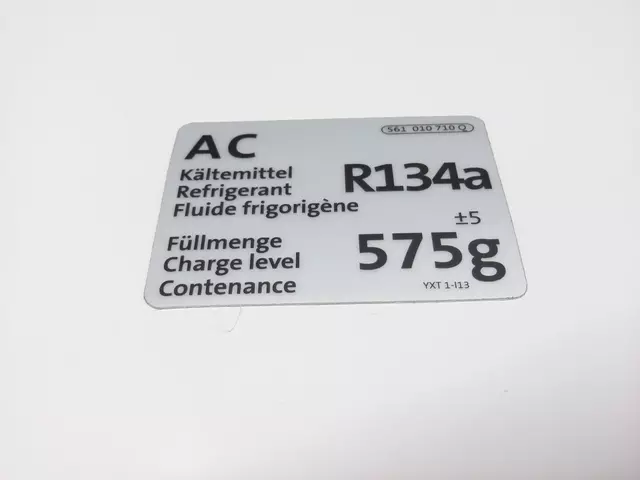 561 010 710 Q
AC
Kältemittel
Refrigerant
Fluide frigorigène
R134a
±5
Füllmenge
Charge level
Contenance
575g
YXT 1-I13